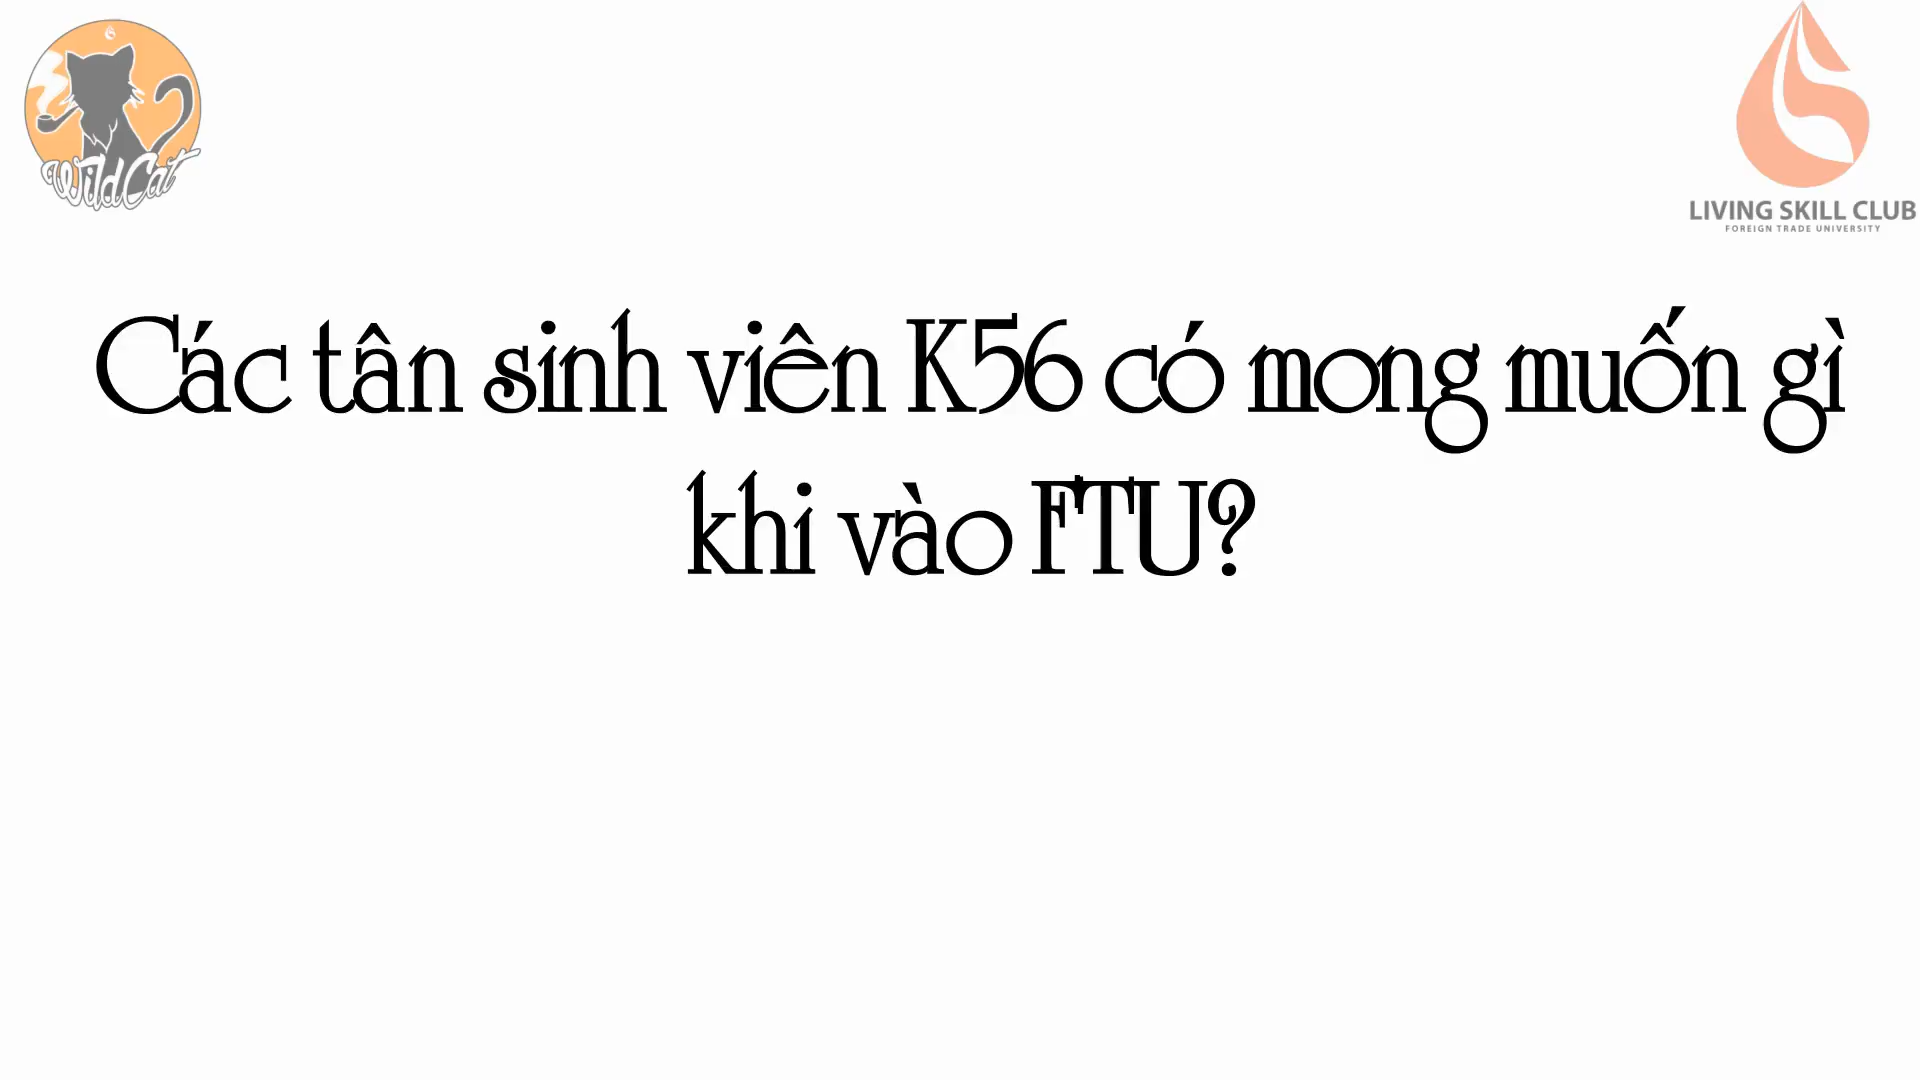 WildCat
LIVING SKILL CLUB
FOREIGN TRADE UNIVERSITY
Các tân sinh viên K56 có mong muốn gì
khi vào FTU?